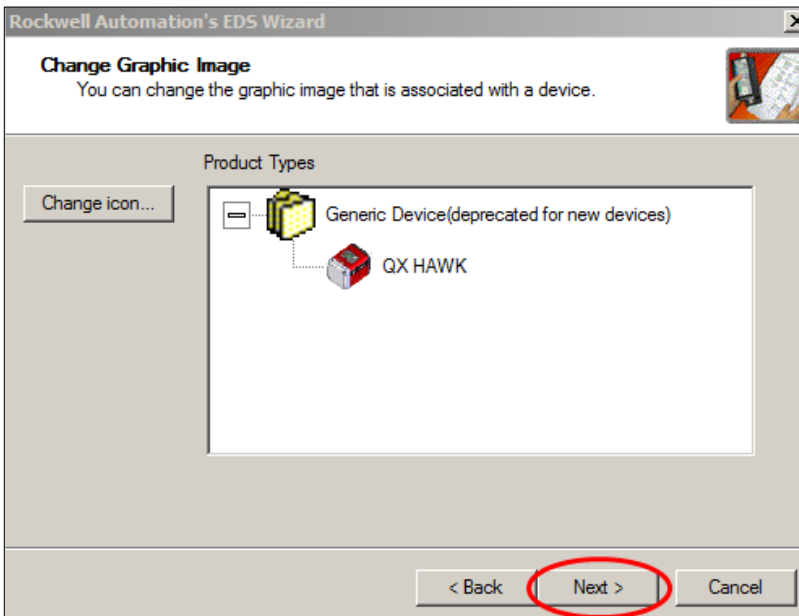 Rockwell Automation's EDS Wizard
Change Graphic Image
You can change the graphic image that is associated with a device.
Product Types
Change icon...
Generic Device(deprecated for new devices)
QX HAWK
< Back
Next >
Cancel